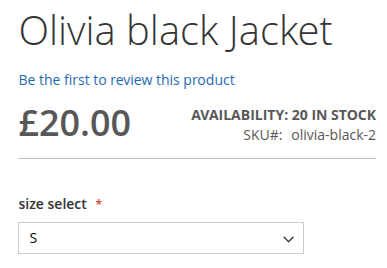 Olivia black Jacket
Be the first to review this product
£20.00
AVAILABILITY: 20 IN STOCK
SKU#: olivia-black-2
size select *
S